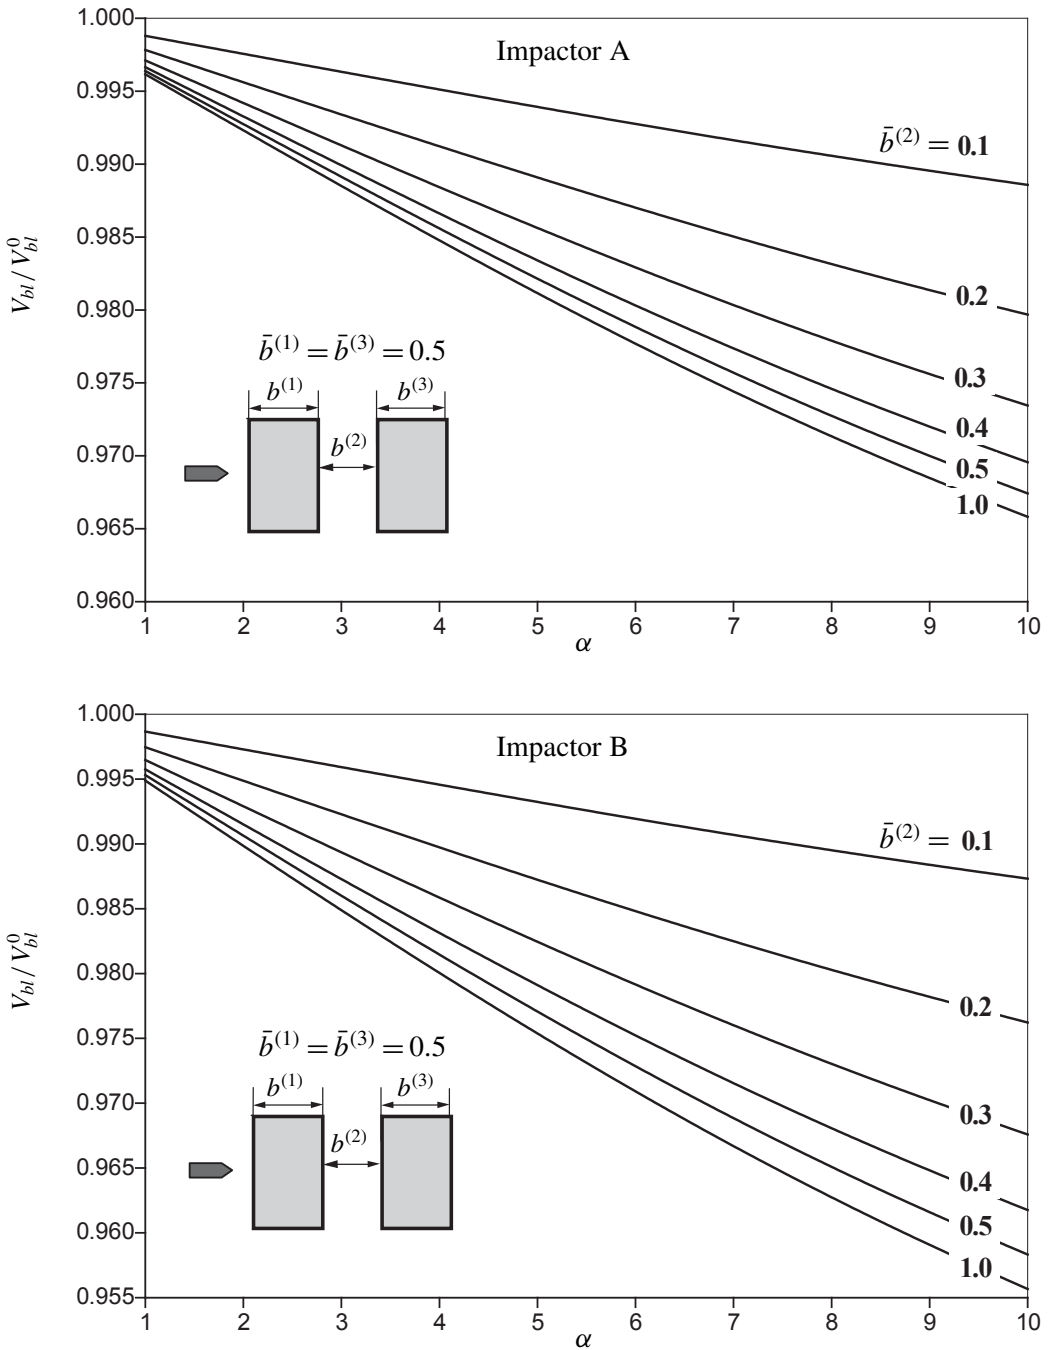 1.000
Impactor A
0.995
b̄⁽²⁾ = 0.1
0.990
0.985
V_bl / V⁰_bl
0.2
0.980
b̄⁽¹⁾ = b̄⁽³⁾ = 0.5
0.975
0.3
b⁽¹⁾ b⁽³⁾
0.4
b⁽²⁾
0.970
0.5
1.0
0.965
0.960
1 2 3 4 5 6 7 8 9 10
α
1.000
Impactor B
0.995
b̄⁽²⁾ = 0.1
0.990
0.985
V_bl / V⁰_bl
0.980
0.2
0.975
b̄⁽¹⁾ = b̄⁽³⁾ = 0.5
b⁽¹⁾ b⁽³⁾
0.970
0.3
b⁽²⁾
0.965
0.4
0.5
0.960
1.0
0.955
1 2 3 4 5 6 7 8 9 10
α